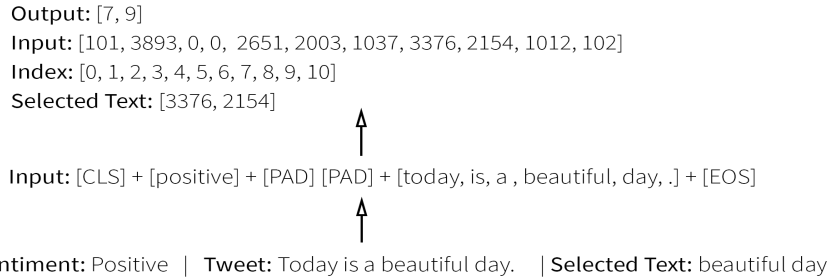 Output: [7, 9]
Input: [101, 3893, 0, 0, 2651, 2003, 1037, 3376, 2154, 1012, 102]
Index: [0, 1, 2, 3, 4, 5, 6, 7, 8, 9, 10]
Selected Text: [3376, 2154]
Input: [CLS] + [positive] + [PAD] [PAD] + [today, is, a , beautiful, day, .] + [EOS]
ntiment: Positive | Tweet: Today is a beautiful day. | Selected Text: beautiful day